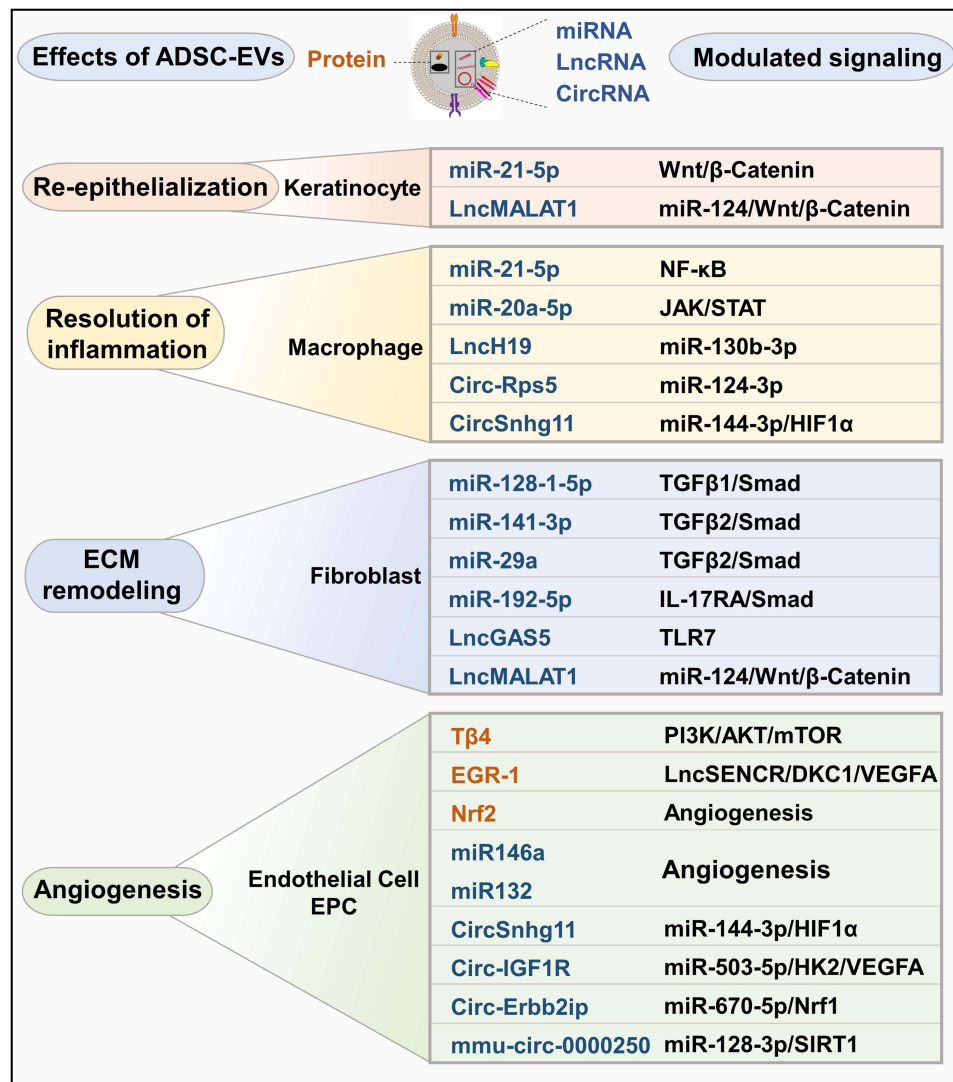 Effects of ADSC-EVs
Protein
miRNA
LncRNA
CircRNA
Modulated signaling
Re-epithelialization
Keratinocyte
miR-21-5p Wnt/β-Catenin
LncMALAT1 miR-124/Wnt/β-Catenin
Resolution of
inflammation
Macrophage
miR-21-5p NF-κB
miR-20a-5p JAK/STAT
LncH19 miR-130b-3p
Circ-Rps5 miR-124-3p
CircSnhg11 miR-144-3p/HIF1α
ECM
remodeling
Fibroblast
miR-128-1-5p TGFβ1/Smad
miR-141-3p TGFβ2/Smad
miR-29a TGFβ2/Smad
miR-192-5p IL-17RA/Smad
LncGAS5 TLR7
LncMALAT1 miR-124/Wnt/β-Catenin
Angiogenesis
Endothelial Cell
EPC
Tβ4 PI3K/AKT/mTOR
EGR-1 LncSENCR/DKC1/VEGFA
Nrf2 Angiogenesis
miR146a
miR132
Angiogenesis
CircSnhg11 miR-144-3p/HIF1α
Circ-IGF1R miR-503-5p/HK2/VEGFA
Circ-Erbb2ip miR-670-5p/Nrf1
mmu-circ-0000250 miR-128-3p/SIRT1